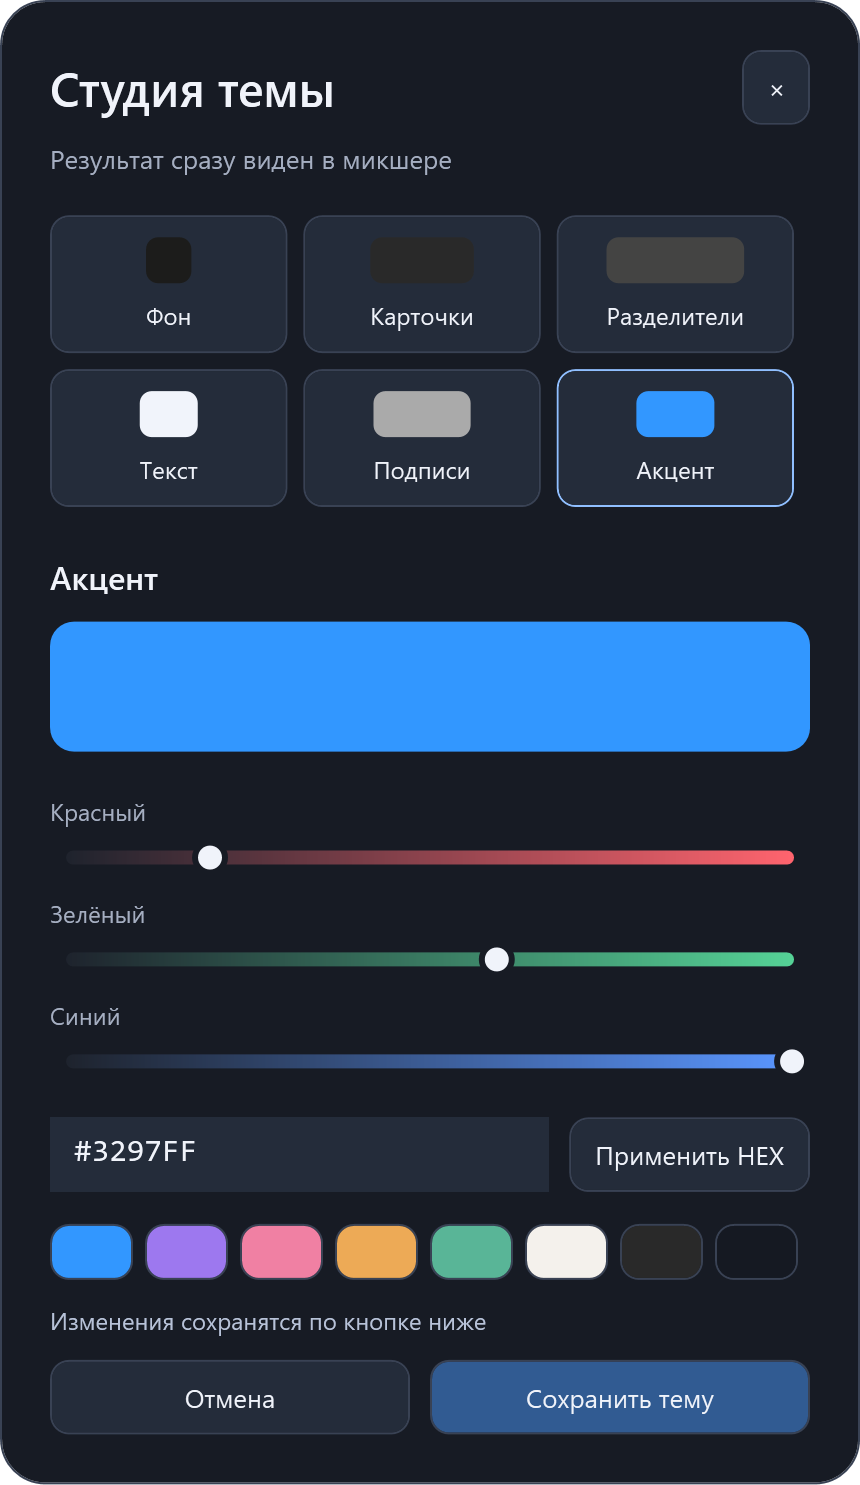 Студия темы
×
Результат сразу виден в микшере
Фон
Карточки
Разделители
Текст
Подписи
Акцент
Акцент
Красный
Зелёный
Синий
#3297FF
Применить HEX
Изменения сохранятся по кнопке ниже
Отмена
Сохранить тему